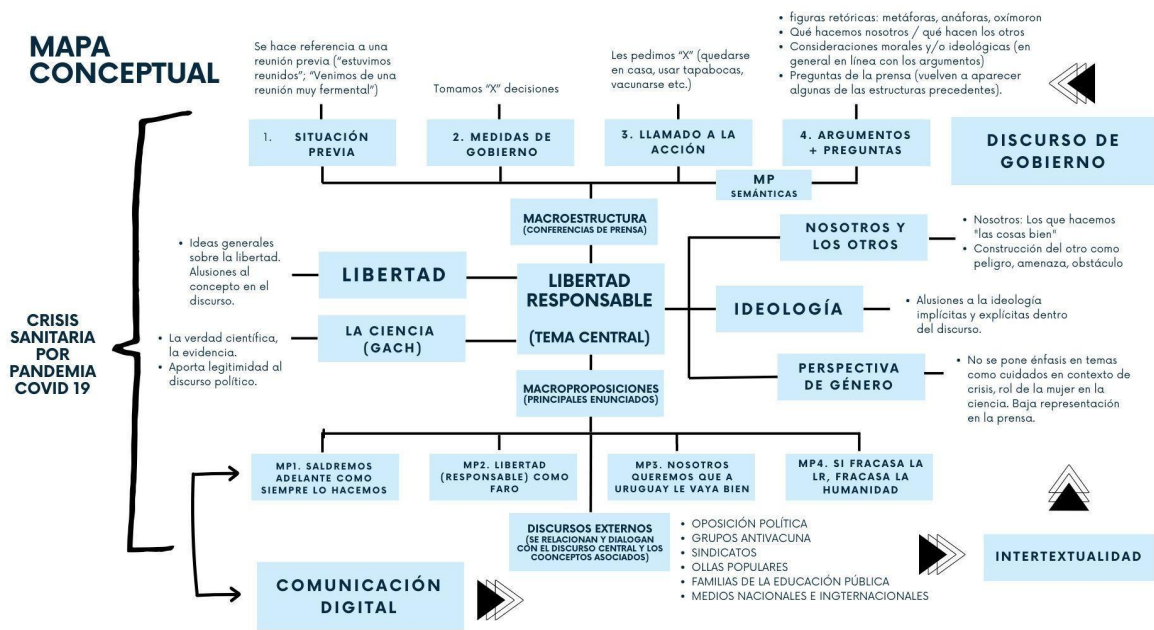 MAPA
CONCEPTUAL
Se hace referencia a una
reunión previa ("estuvimos
reunidos"; "Venimos de una
reunión muy fermental")
Tomamos "X" decisiones
Les pedimos "X" (quedarse
en casa, usar tapabocas,
vacunarse etc.)
• figuras retóricas: metáforas, anáforas, oxímoron
• Qué hacemos nosotros / qué hacen los otros
• Consideraciones morales y/o ideológicas (en
general en línea con los argumentos)
• Preguntas de la prensa (vuelven a aparecer
algunas de las estructuras precedentes).
1. SITUACIÓN
PREVIA
2. MEDIDAS DE
GOBIERNO
3. LLAMADO A LA
ACCIÓN
4. ARGUMENTOS
+ PREGUNTAS
DISCURSO DE
GOBIERNO
MP
SEMÁNTICAS
MACROESTRUCTURA
(CONFERENCIAS DE PRENSA)
• Ideas generales
sobre la libertad.
Alusiones al
concepto en el
discurso.
LIBERTAD
LIBERTAD
RESPONSABLE
(TEMA CENTRAL)
NOSOTROS Y
LOS OTROS
• Nosotros: Los que hacemos
"las cosas bien"
• Construcción del otro como
peligro, amenaza, obstáculo
IDEOLOGÍA
• Alusiones a la ideología
implícitas y explícitas dentro
del discurso.
CRISIS
SANITARIA
POR
PANDEMIA
COVID 19
• La verdad científica,
la evidencia.
• Aporta legitimidad al
discurso político.
LA CIENCIA
(GACH)
PERSPECTIVA
DE GÉNERO
• No se pone énfasis en temas
como cuidados en contexto de
crisis, rol de la mujer en la
ciencia. Baja representación
en la prensa.
MACROPROPOSICIONES
(PRINCIPALES ENUNCIADOS)
MP1. SALDREMOS
ADELANTE COMO
SIEMPRE LO HACEMOS
MP2. LIBERTAD
(RESPONSABLE) COMO
FARO
MP3. NOSOTROS
QUEREMOS QUE A
URUGUAY LE VAYA BIEN
MP4. SI FRACASA LA
LR, FRACASA LA
HUMANIDAD
DISCURSOS EXTERNOS
(SE RELACIONAN Y DIALOGAN
CON EL DISCURSO CENTRAL Y LOS
COONCEPTOS ASOCIADOS)
• OPOSICIÓN POLÍTICA
• GRUPOS ANTIVACUNA
• SINDICATOS
• OLLAS POPULARES
• FAMILIAS DE LA EDUCACIÓN PÚBLICA
• MEDIOS NACIONALES E INGTERNACIONALES
INTERTEXTUALIDAD
COMUNICACIÓN
DIGITAL